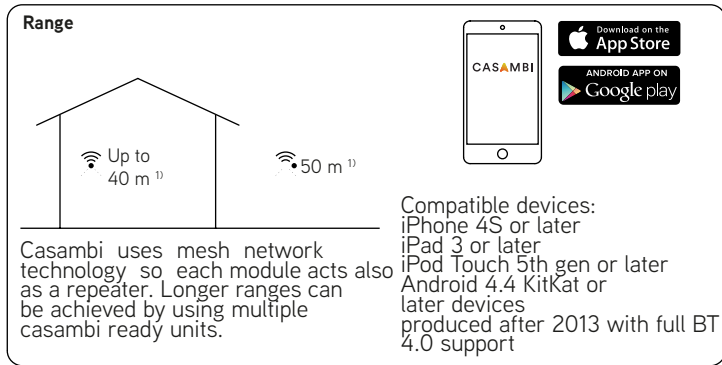 Range
Up to
40 m ¹⁾
50 m ¹⁾
Casambi uses mesh network
technology so each module acts also
as a repeater. Longer ranges can
be achieved by using multiple
casambi ready units.
CASAMBI
Download on the
App Store
ANDROID APP ON
Google play
Compatible devices:
iPhone 4S or later
iPad 3 or later
iPod Touch 5th gen or later
Android 4.4 KitKat or
later devices
produced after 2013 with full BT
4.0 support